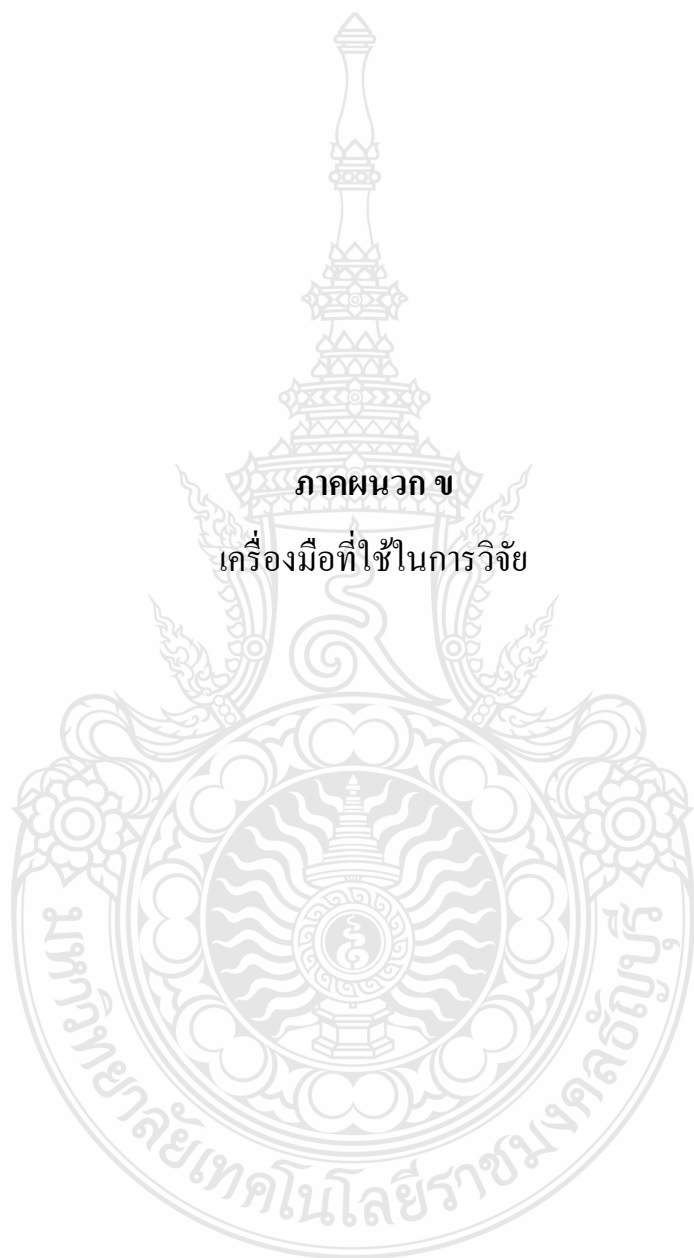 ภาคผนวก ข
เครื่องมือที่ใช้ในการวิจัย
มหาวิทยาลัยเทคโนโลยีราชมงคลธัญบุรี